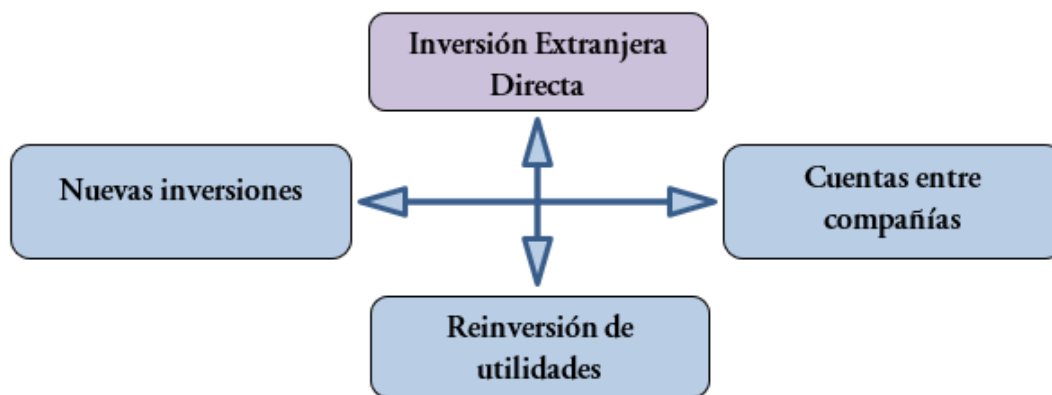 Inversión Extranjera
Directa
Nuevas inversiones
Cuentas entre
compañías
Reinversión de
utilidades